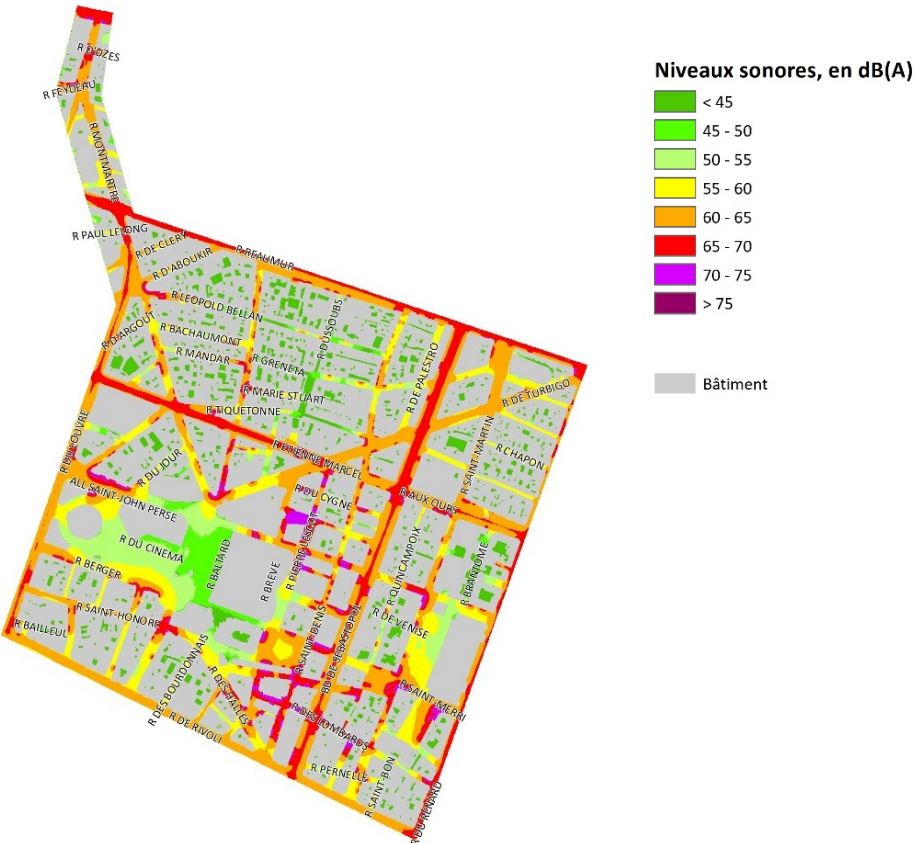 Niveaux sonores, en dB(A)
< 45
45 - 50
50 - 55
55 - 60
60 - 65
65 - 70
70 - 75
> 75
Bâtiment
R D'UZES
R FEYDEAU
R MONTMARTRE
R PAUL LELONG
R DE CLERY
R REAUMUR
R D'ABOUKIR
R LEOPOLD BELLAN
R D'ARGOUT
R BACHAUMONT
R DUSSOUBS
R MANDAR
R GRENETA
R DE PALESTRO
R MARIE STUART
R DE TURBIGO
R TIQUETONNE
R DU LOUVRE
R ETIENNE MARCEL
R SAINT-MARTIN
R CHAPON
R DU JOUR
ALL SAINT-JOHN PERSE
R DU CYGNE
R AUX OURS
R DU CINEMA
R BALTARD
R PIERRE LESCOT
R QUINCAMPOIX
R BREVE
R BRANTOME
R BERGER
R SAINT-HONORE
R BAILLEUL
R SAINT-DENIS
R DE VENISE
BD DE SEBASTOPOL
R DES BOURDONNAIS
R DES HALLES
R SAINT-MERRI
R DE RIVOLI
R DES LOMBARDS
R PERNELLE
R SAINT-BON
R DU RENARD